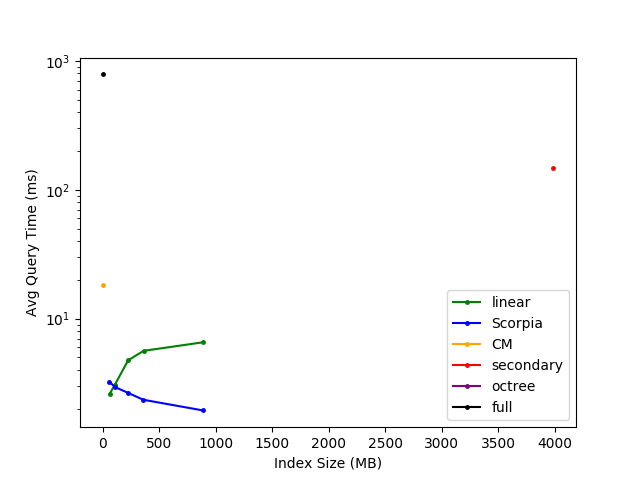 10³
10²
10¹
Avg Query Time (ms)
0 500 1000 1500 2000 2500 3000 3500 4000
Index Size (MB)
linear
Scorpia
CM
secondary
octree
full